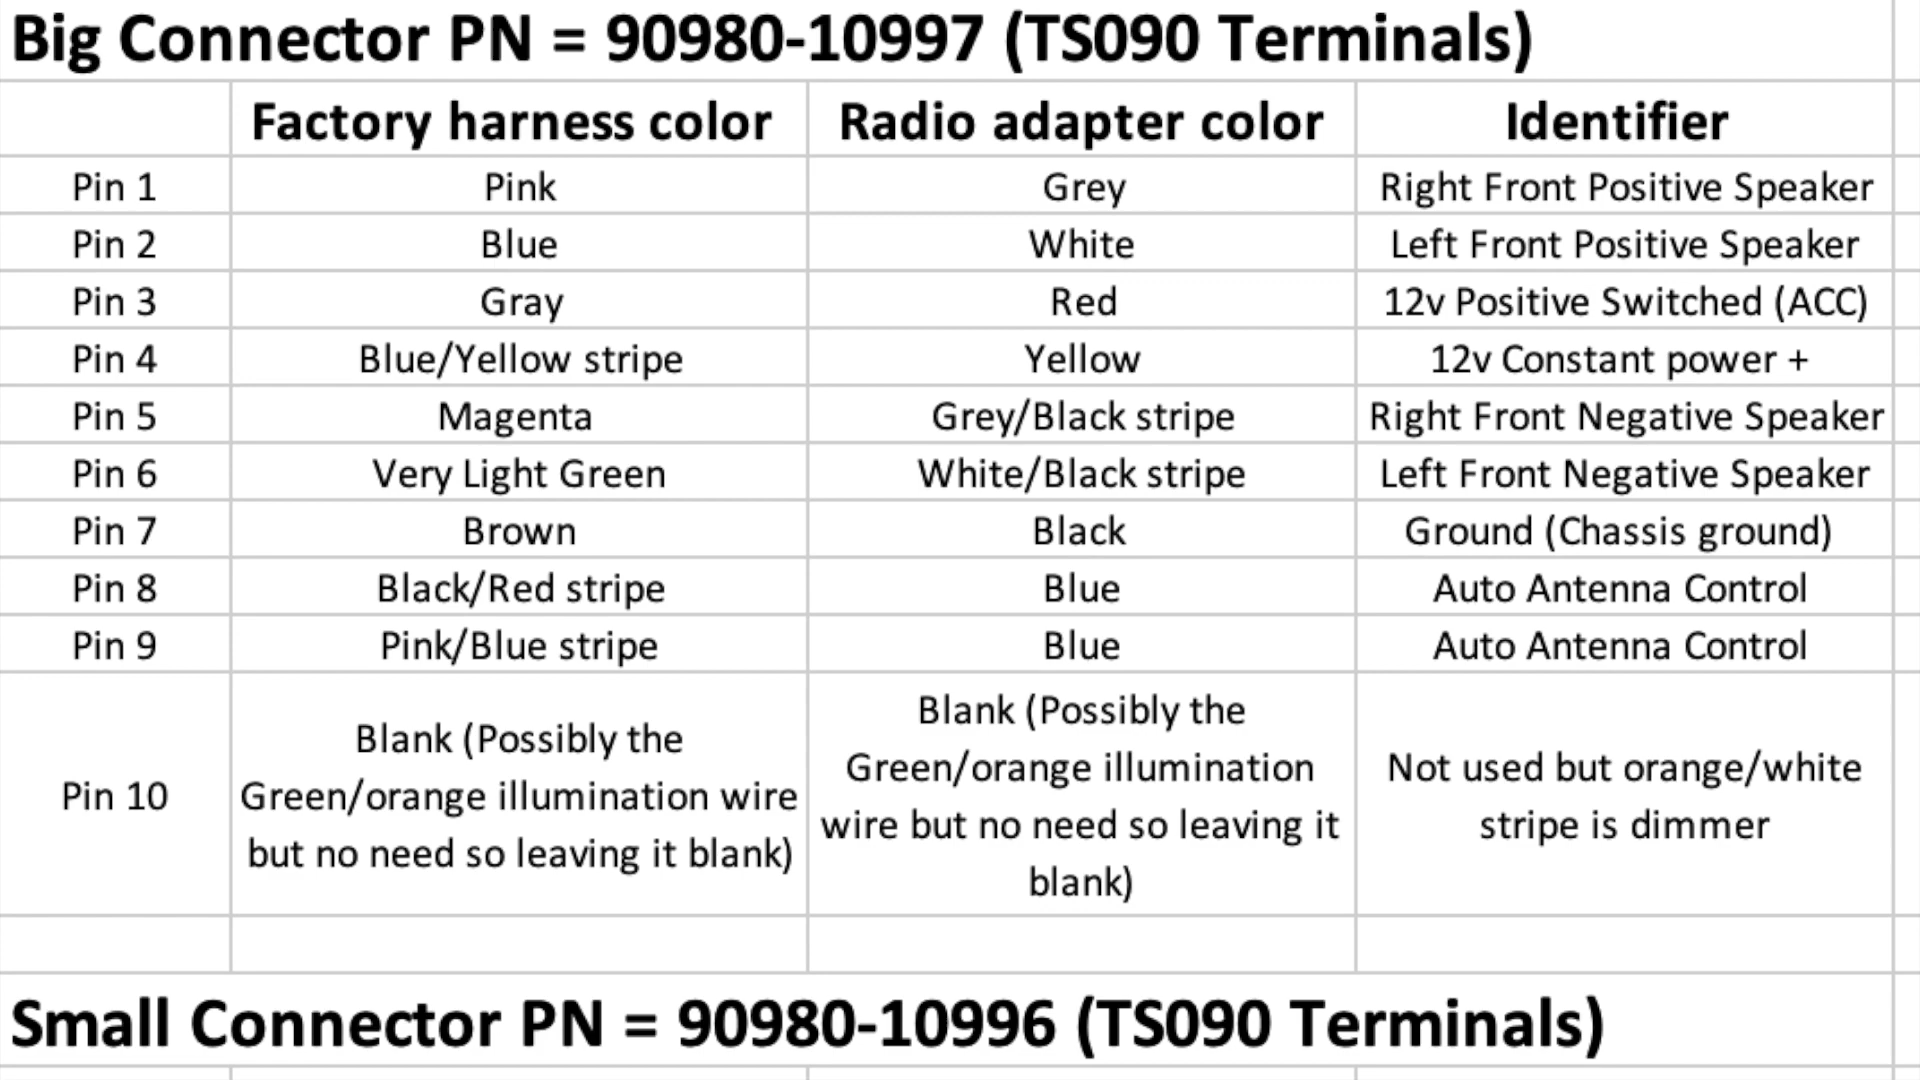 Big Connector PN = 90980-10997 (TS090 Terminals)
Factory harness color Radio adapter color Identifier
Pin 1 Pink Grey Right Front Positive Speaker
Pin 2 Blue White Left Front Positive Speaker
Pin 3 Gray Red 12v Positive Switched (ACC)
Pin 4 Blue/Yellow stripe Yellow 12v Constant power +
Pin 5 Magenta Grey/Black stripe Right Front Negative Speaker
Pin 6 Very Light Green White/Black stripe Left Front Negative Speaker
Pin 7 Brown Black Ground (Chassis ground)
Pin 8 Black/Red stripe Blue Auto Antenna Control
Pin 9 Pink/Blue stripe Blue Auto Antenna Control
Pin 10
Blank (Possibly the
Green/orange illumination wire
but no need so leaving it blank)
Blank (Possibly the
Green/orange illumination
wire but no need so leaving it
blank)
Not used but orange/white
stripe is dimmer
Small Connector PN = 90980-10996 (TS090 Terminals)